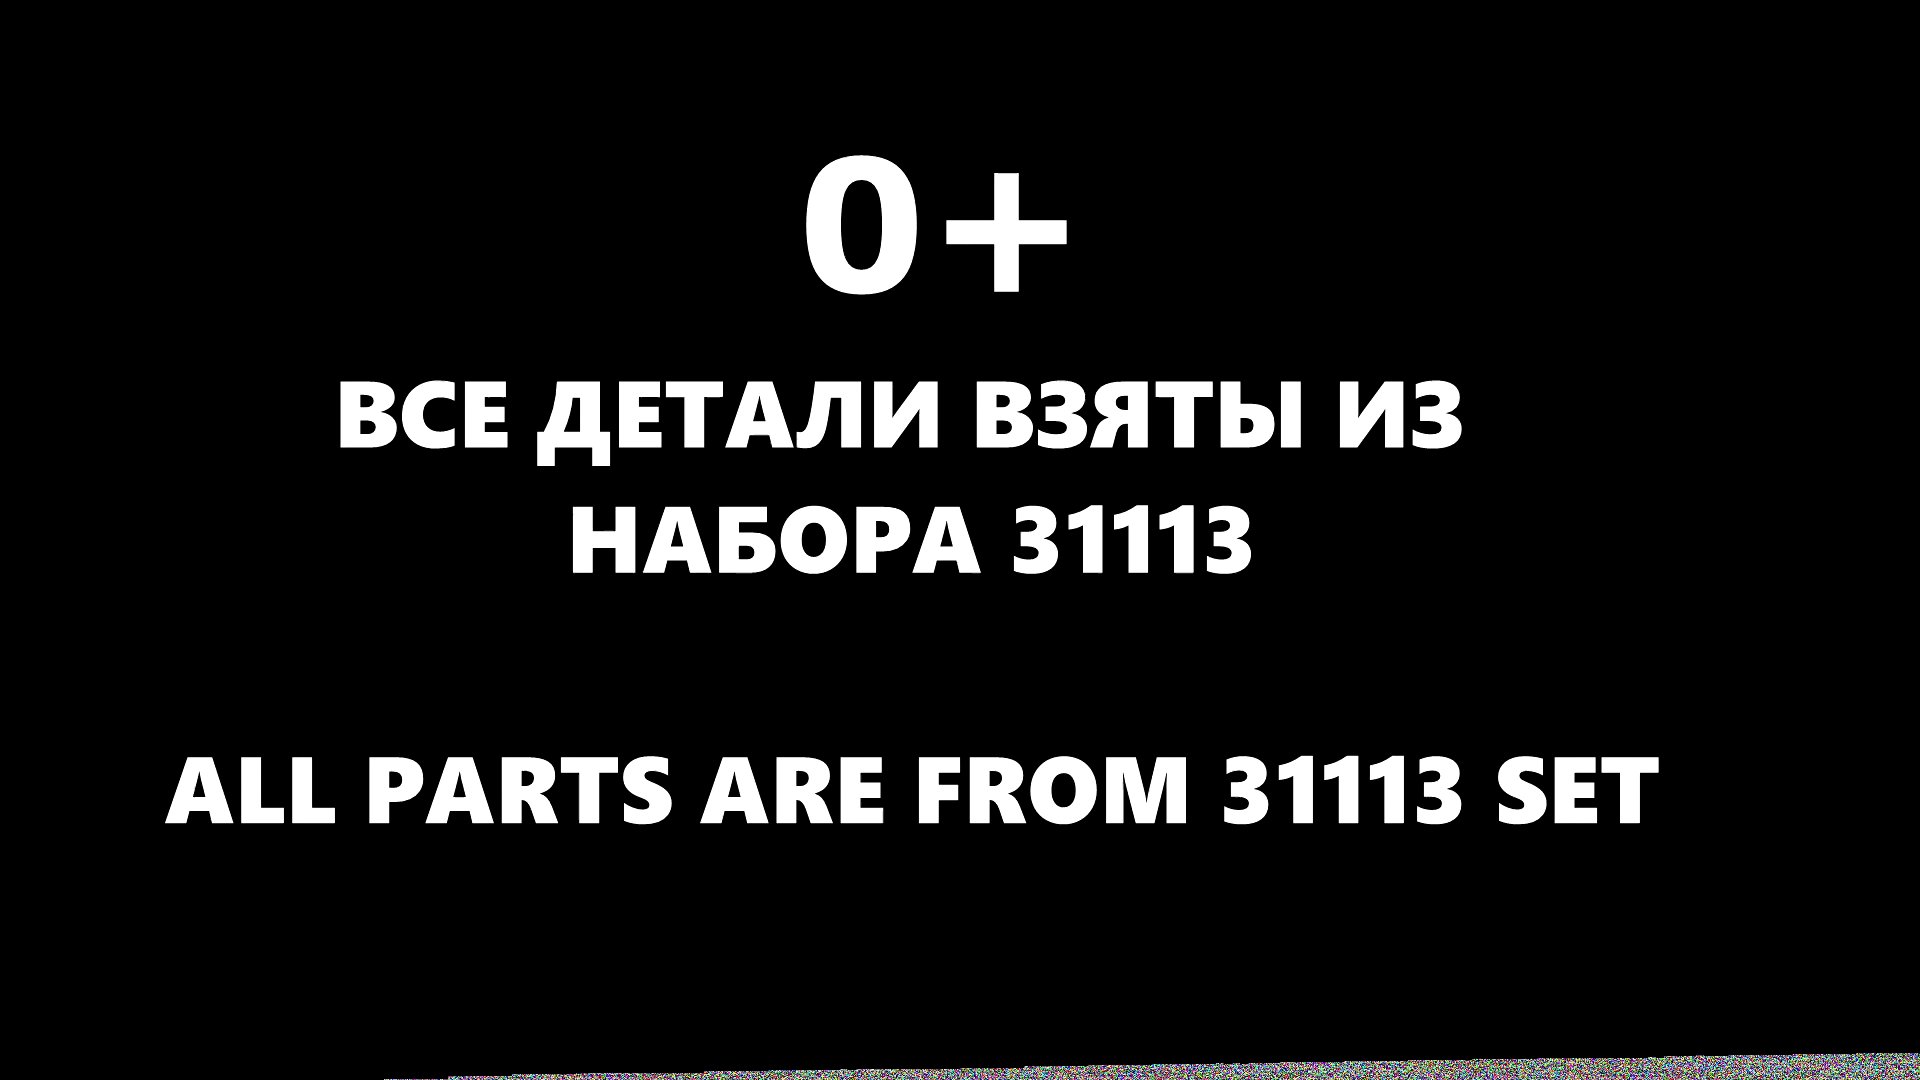 0+
ВСЕ ДЕТАЛИ ВЗЯТЫ ИЗ
НАБОРА 31113
ALL PARTS ARE FROM 31113 SET